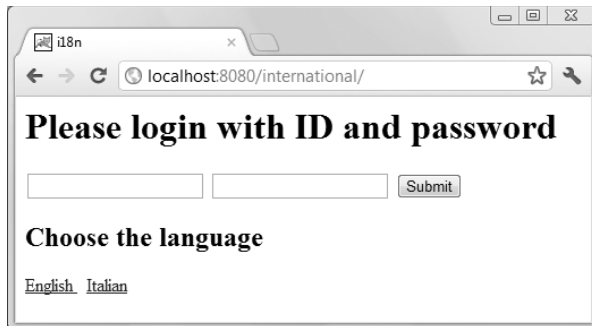 i18n
localhost:8080/international/
Please login with ID and password
Submit
Choose the language
English Italian